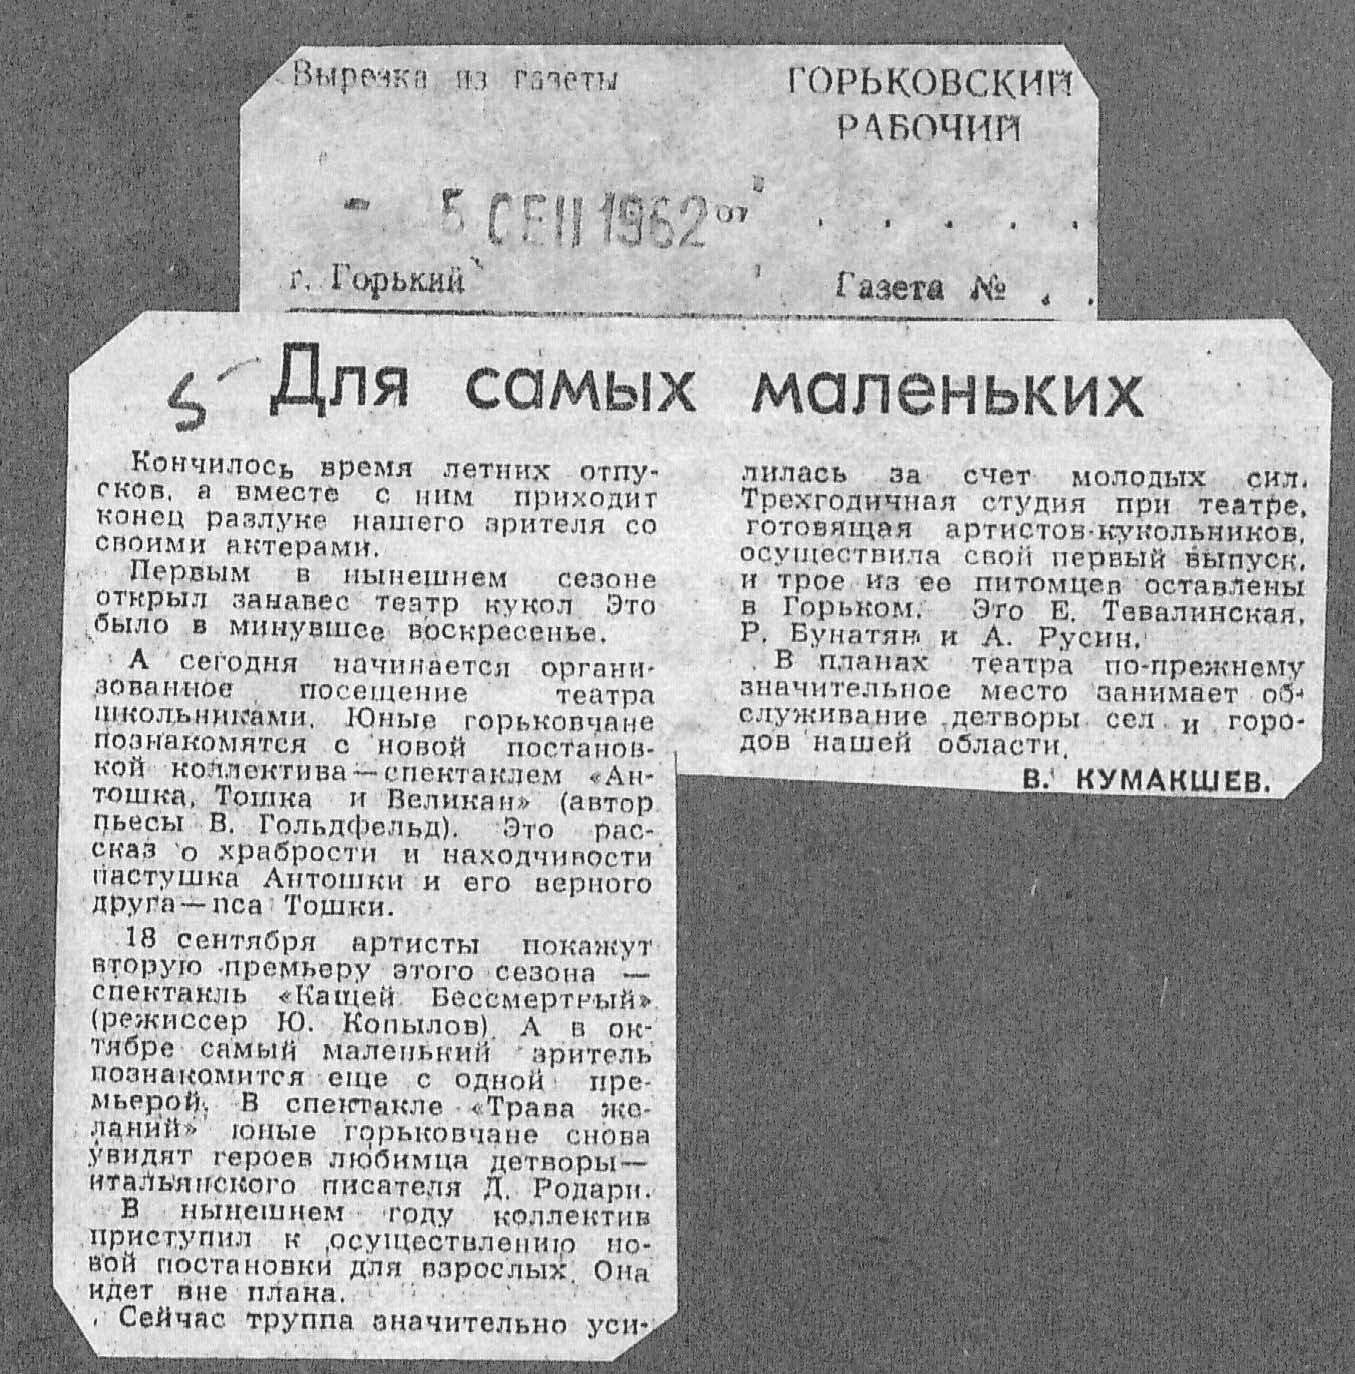 Вырезка из газеты
ГОРЬКОВСКИЙ
РАБОЧИЙ
- 5 СЕП 1962
от . . . . .
г. Горький
Газета № . .
5
Для самых маленьких
Кончилось время летних отпу-
сков, а вместе с ним приходит
конец разлуке нашего зрителя со
своими актерами.
Первым в нынешнем сезоне
открыл занавес театр кукол Это
было в минувшее воскресенье.
А сегодня начинается органи-
зованное посещение театра
школьниками. Юные горьковчане
познакомятся с новой постанов-
кой коллектива—спектаклем «Ан-
тошка, Тошка и Великан» (автор
пьесы В. Гольдфельд). Это рас-
сказ о храбрости и находчивости
пастушка Антошки и его верного
друга—пса Тошки.
18 сентября артисты покажут
вторую премьеру этого сезона —
спектакль «Кащей Бессмертный»
(режиссер Ю. Копылов). А в ок-
тябре самый маленький зритель
познакомится еще с одной пре-
мьерой. В спектакле «Трава же-
ланий» юные горьковчане снова
увидят героев любимца детворы—
итальянского писателя Д. Родари.
В нынешнем году коллектив
приступил к осуществлению но-
вой постановки для взрослых. Она
идет вне плана.
Сейчас труппа значительно уси-
лилась за счет молодых сил.
Трехгодичная студия при театре,
готовящая артистов-кукольников,
осуществила свой первый выпуск,
и трое из ее питомцев оставлены
в Горьком. Это Е. Тевалинская,
Р. Бунатян и А. Русин.
В планах театра по-прежнему
значительное место занимает об-
служивание детворы сел и горо-
дов нашей области.
В. КУМАКШЕВ.